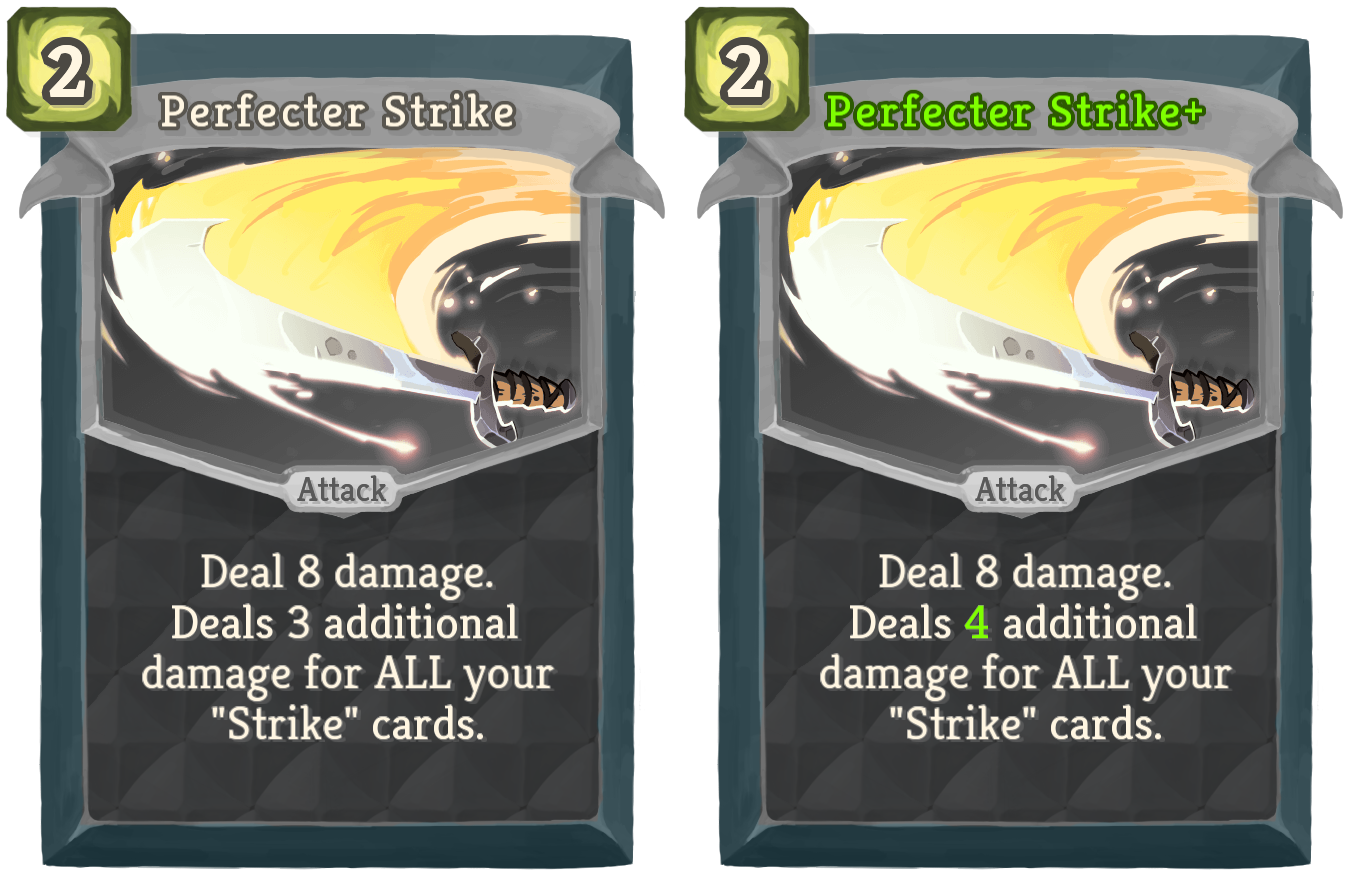 2
Perfecter Strike
Attack
Deal 8 damage.
Deals 3 additional
damage for ALL your
"Strike" cards.
2
Perfecter Strike+
Attack
Deal 8 damage.
Deals 4 additional
damage for ALL your
"Strike" cards.